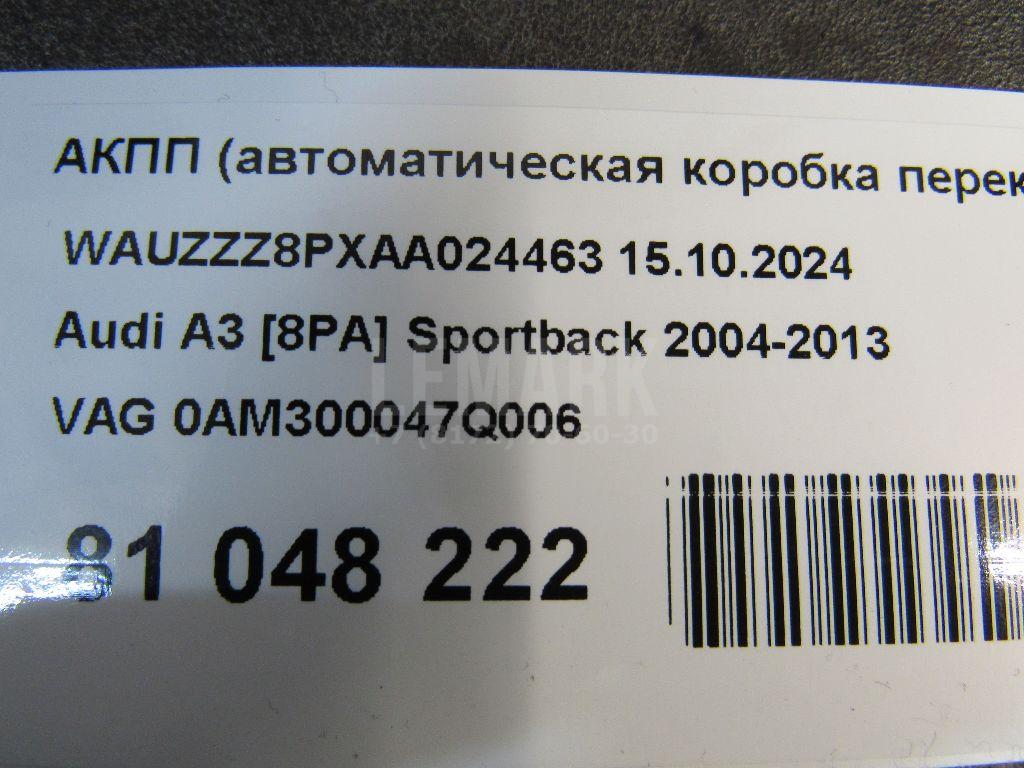 АКПП (автоматическая коробка перек
WAUZZZ8PXAA024463 15.10.2024
Audi A3 [8PA] Sportback 2004-2013
LEMARK
VAG 0AM300047Q006
81 048 222